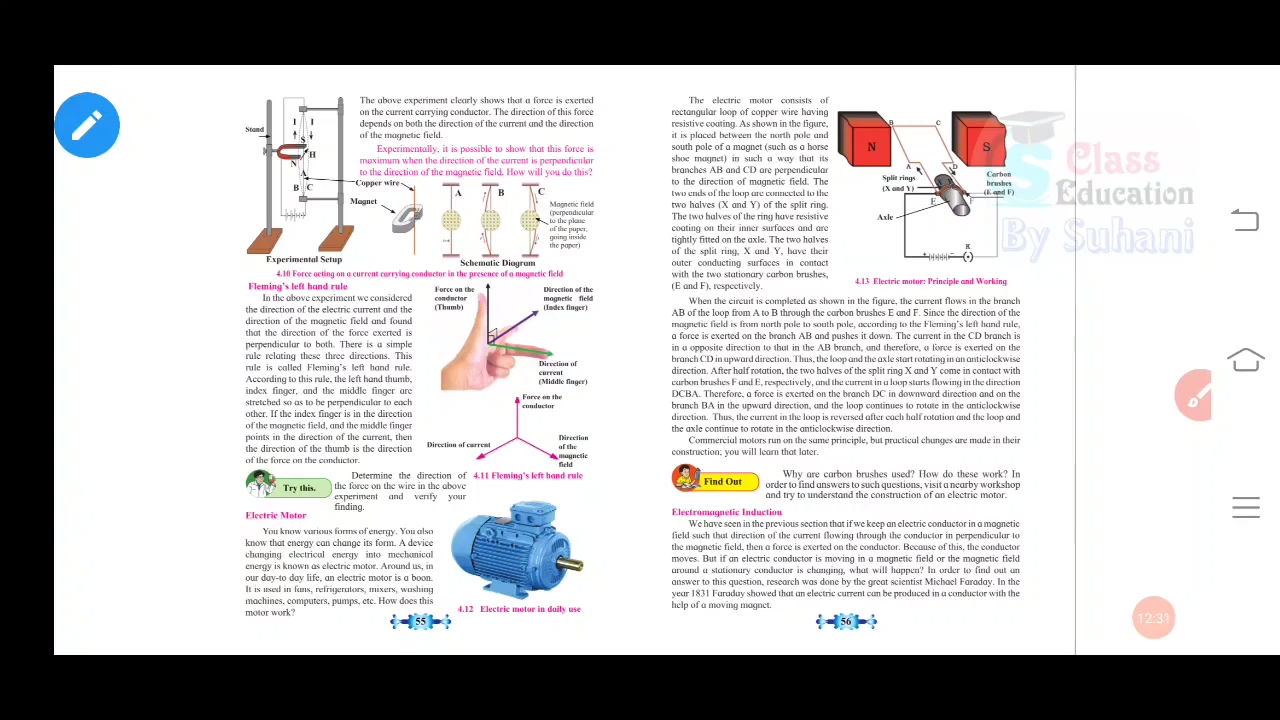 The above experiment clearly shows that a force is exerted
on the current carrying conductor. The direction of this force
depends on both the direction of the current and the direction
of the magnetic field.
Experimentally, it is possible to show that this force is
maximum when the direction of the current is perpendicular
to the direction of the magnetic field. How will you do this?
Stand
I
I
S
H
N
A
B
C
Copper wire
Magnet
A
B
C
Magnetic field
(perpendicular
to the plane
of the paper,
going inside
the paper)
Experimental Setup
Schematic Diagram
4.10 Force acting on a current carrying conductor in the presence of a magnetic field
Fleming's left hand rule
In the above experiment we considered
the direction of the electric current and the
direction of the magnetic field and found
that the direction of the force exerted is
perpendicular to both. There is a simple
rule relating these three directions. This
rule is called Fleming's left hand rule.
According to this rule, the left hand thumb,
index finger, and the middle finger are
stretched so as to be perpendicular to each
other. If the index finger is in the direction
of the magnetic field, and the middle finger
points in the direction of the current, then
the direction of the thumb is the direction
of the force on the conductor.
Force on the
conductor
(Thumb)
Direction of the
magnetic field
(Index finger)
Direction of
current
(Middle finger)
Force on the
conductor
Direction of current
Direction
of the
magnetic
field
4.11 Fleming's left hand rule
Try this.
Determine the direction of
the force on the wire in the above
experiment and verify your
finding.
Electric Motor
You know various forms of energy. You also
know that energy can change its form. A device
changing electrical energy into mechanical
energy is known as electric motor. Around us, in
our day-to day life, an electric motor is a boon.
It is used in fans, refrigerators, mixers, washing
machines, computers, pumps, etc. How does this
motor work?
4.12 Electric motor in daily use
55
The electric motor consists of
rectangular loop of copper wire having
resistive coating. As shown in the figure,
it is placed between the north pole and
south pole of a magnet (such as a horse
shoe magnet) in such a way that its
branches AB and CD are perpendicular
to the direction of magnetic field. The
two ends of the loop are connected to the
two halves (X and Y) of the split ring.
The two halves of the ring have resistive
coating on their inner surfaces and are
tightly fitted on the axle. The two halves
of the split ring, X and Y, have their
outer conducting surfaces in contact
with the two stationary carbon brushes,
(E and F), respectively.
B
C
N
S
A
D
Split rings
(X and Y)
Carbon
brushes
(E and F)
E
F
Axle
K
4.13 Electric motor: Principle and Working
Class
Education
By Suhani
When the circuit is completed as shown in the figure, the current flows in the branch
AB of the loop from A to B through the carbon brushes E and F. Since the direction of the
magnetic field is from north pole to south pole, according to the Fleming's left hand rule,
a force is exerted on the branch AB and pushes it down. The current in the CD branch is
in a opposite direction to that in the AB branch, and therefore, a force is exerted on the
branch CD in upward direction. Thus, the loop and the axle start rotating in an anticlockwise
direction. After half rotation, the two halves of the split ring X and Y come in contact with
carbon brushes F and E, respectively, and the current in a loop starts flowing in the direction
DCBA. Therefore, a force is exerted on the branch DC in downward direction and on the
branch BA in the upward direction, and the loop continues to rotate in the anticlockwise
direction. Thus, the current in the loop is reversed after each half rotation and the loop and
the axle continue to rotate in the anticlockwise direction.
Commercial motors run on the same principle, but practical changes are made in their
construction; you will learn that later.
Find Out
Why are carbon brushes used? How do these work? In
order to find answers to such questions, visit a nearby workshop
and try to understand the construction of an electric motor.
Electromagnetic Induction
We have seen in the previous section that if we keep an electric conductor in a magnetic
field such that direction of the current flowing through the conductor in perpendicular to
the magnetic field, then a force is exerted on the conductor. Because of this, the conductor
moves. But if an electric conductor is moving in a magnetic field or the magnetic field
around a stationary conductor is changing, what will happen? In order to find out an
answer to this question, research was done by the great scientist Michael Faraday. In the
year 1831 Faraday showed that an electric current can be produced in a conductor with the
help of a moving magnet.
56
12:31